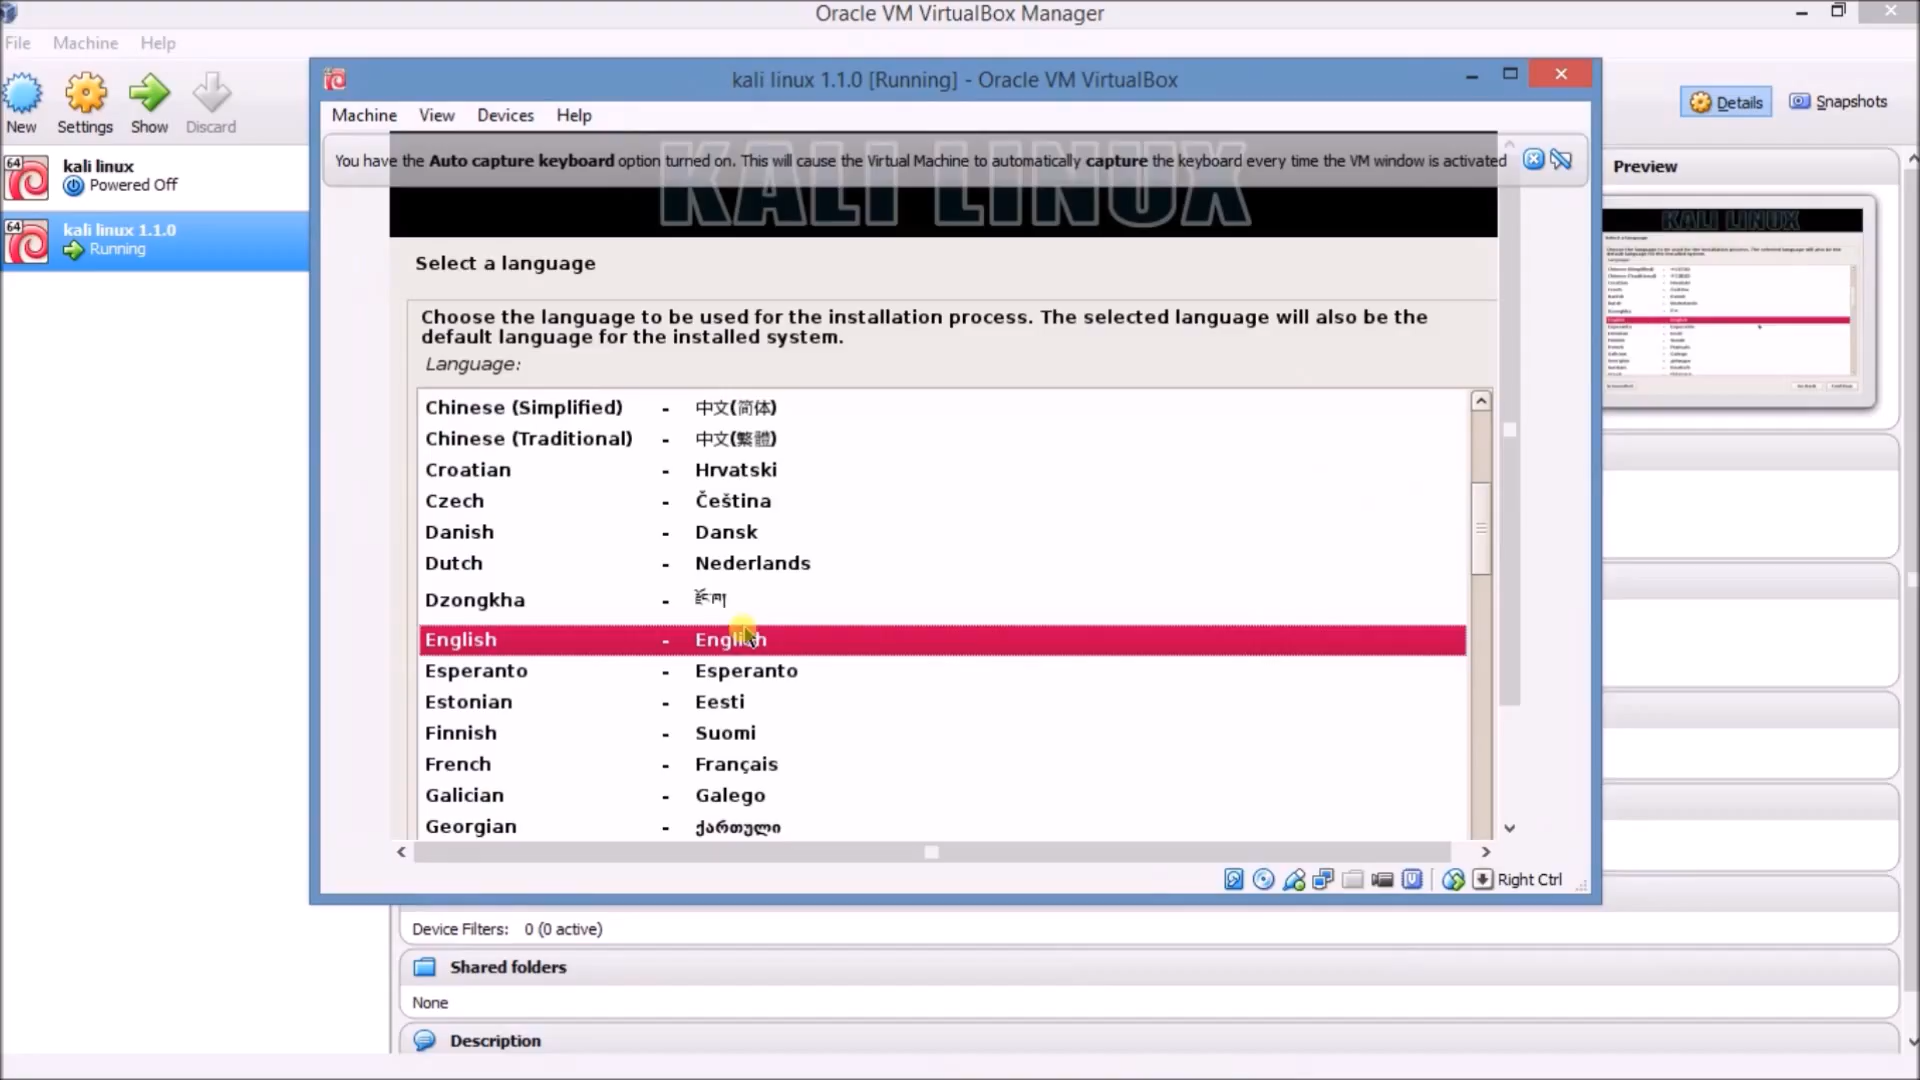 Oracle VM VirtualBox Manager
File Machine Help
New Settings Show Discard
Details Snapshots
64 kali linux
Powered Off
64 kali linux 1.1.0
Running
kali linux 1.1.0 [Running] - Oracle VM VirtualBox
Machine View Devices Help
You have the Auto capture keyboard option turned on. This will cause the Virtual Machine to automatically capture the keyboard every time the VM window is activated
KALI LINUX
Select a language
Choose the language to be used for the installation process. The selected language will also be the
default language for the installed system.
Language:
Chinese (Simplified) - 中文(简体)
Chinese (Traditional) - 中文(繁體)
Croatian - Hrvatski
Czech - Čeština
Danish - Dansk
Dutch - Nederlands
Dzongkha - རྫོང་ཁ།
English - English
Esperanto - Esperanto
Estonian - Eesti
Finnish - Suomi
French - Français
Galician - Galego
Georgian - ქართული
Right Ctrl
Preview
KALI LINUX
Device Filters: 0 (0 active)
Shared folders
None
Description